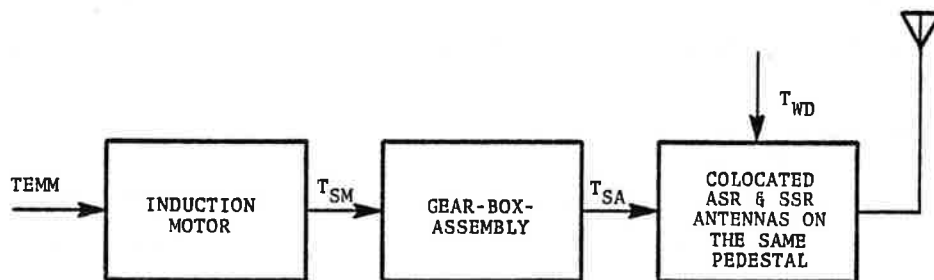 TEMM
INDUCTION
MOTOR
T_SM
GEAR-BOX-
ASSEMBLY
T_SA
T_WD
COLOCATED
ASR & SSR
ANTENNAS ON
THE SAME
PEDESTAL